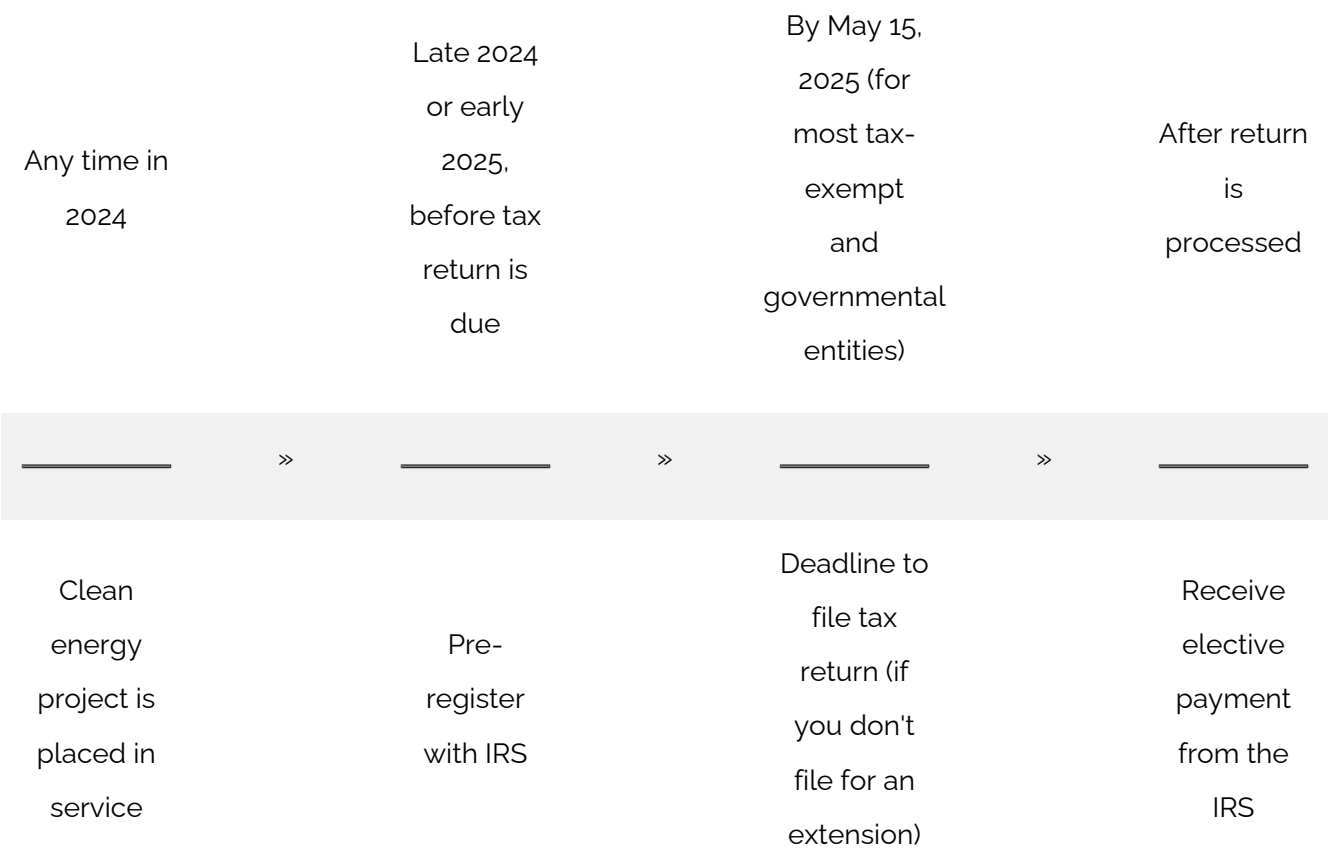 Any time in
2024
Late 2024
or early
2025,
before tax
return is
due
By May 15,
2025 (for
most tax-
exempt
and
governmental
entities)
After return
is
processed
»
»
»
Clean
energy
project is
placed in
service
Pre-
register
with IRS
Deadline to
file tax
return (if
you don't
file for an
extension)
Receive
elective
payment
from the
IRS